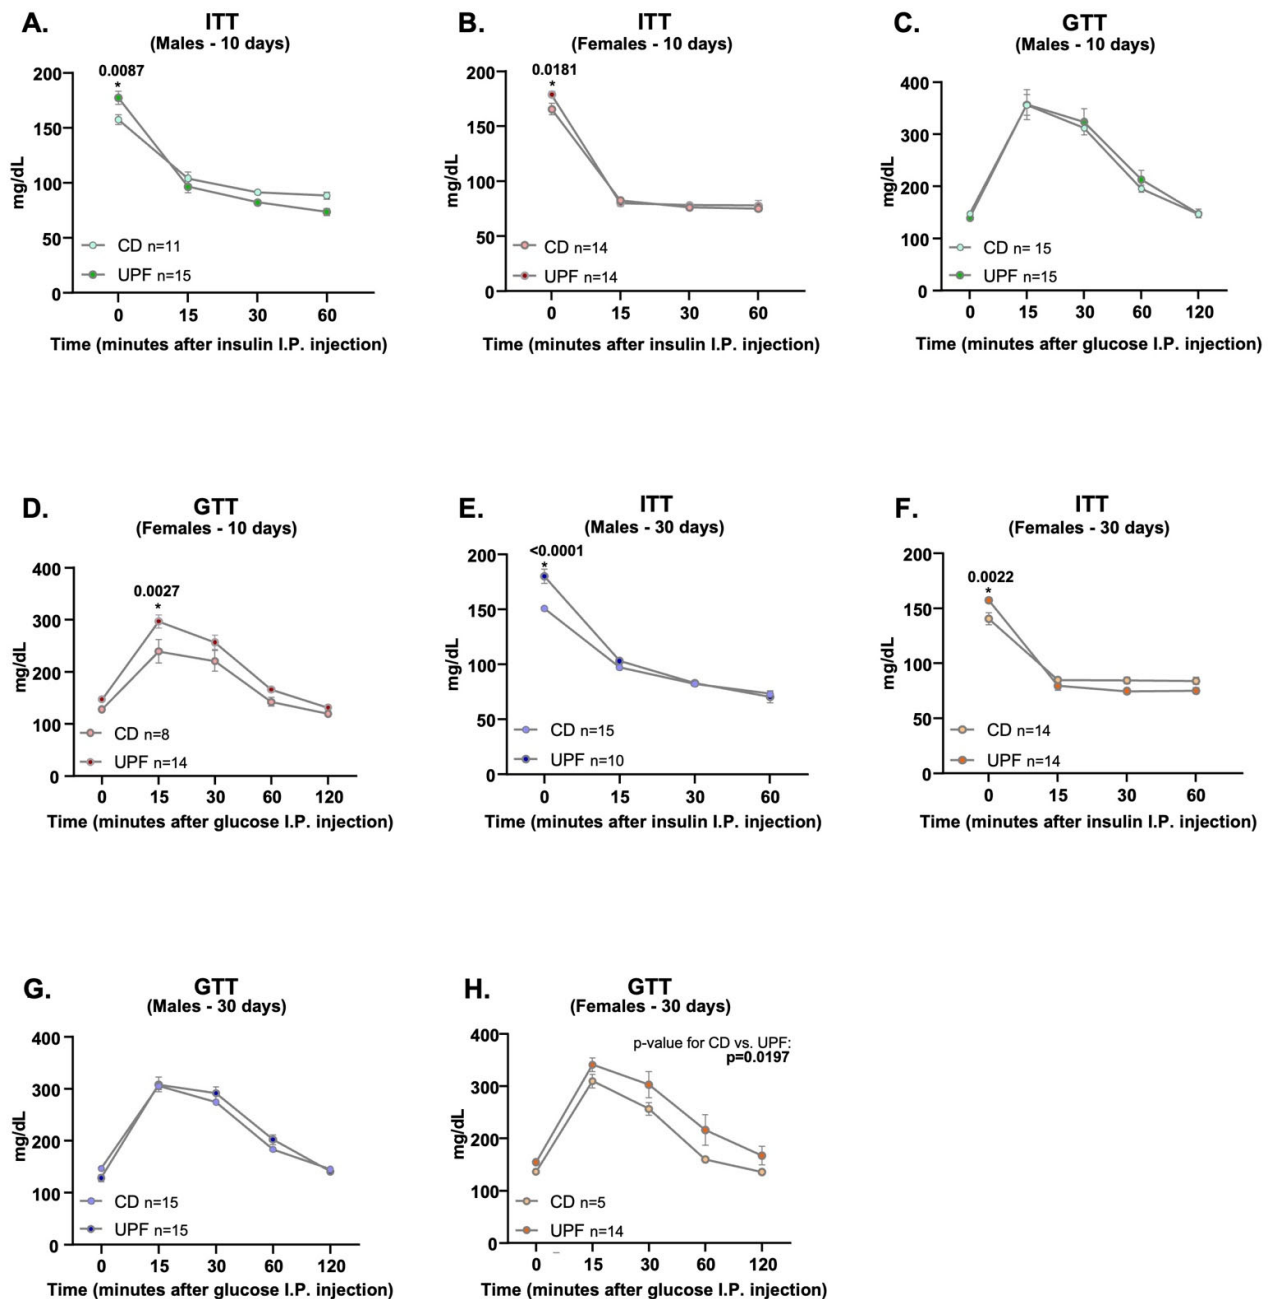 A.
ITT
(Males - 10 days)
200
150
100
50
0
mg/dL
0.0087
*
CD n=11
UPF n=15
0 15 30 60
Time (minutes after insulin I.P. injection)
B.
ITT
(Females - 10 days)
200
150
100
50
0
mg/dL
0.0181
*
CD n=14
UPF n=14
0 15 30 60
Time (minutes after insulin I.P. injection)
C.
GTT
(Males - 10 days)
400
300
200
100
0
mg/dL
CD n= 15
UPF n=15
0 15 30 60 120
Time (minutes after glucose I.P. injection)
D.
GTT
(Females - 10 days)
400
300
200
100
0
mg/dL
0.0027
*
CD n=8
UPF n=14
0 15 30 60 120
Time (minutes after glucose I.P. injection)
E.
ITT
(Males - 30 days)
200
150
100
50
0
mg/dL
<0.0001
*
CD n=15
UPF n=10
0 15 30 60
Time (minutes after insulin I.P. injection)
F.
ITT
(Females - 30 days)
200
150
100
50
0
mg/dL
0.0022
*
CD n=14
UPF n=14
0 15 30 60
Time (minutes after insulin I.P. injection)
G.
GTT
(Males - 30 days)
400
300
200
100
0
mg/dL
CD n=15
UPF n=15
0 15 30 60 120
Time (minutes after glucose I.P. injection)
H.
GTT
(Females - 30 days)
400
300
200
100
0
mg/dL
p-value for CD vs. UPF:
p=0.0197
CD n=5
UPF n=14
0 15 30 60 120
Time (minutes after glucose I.P. injection)